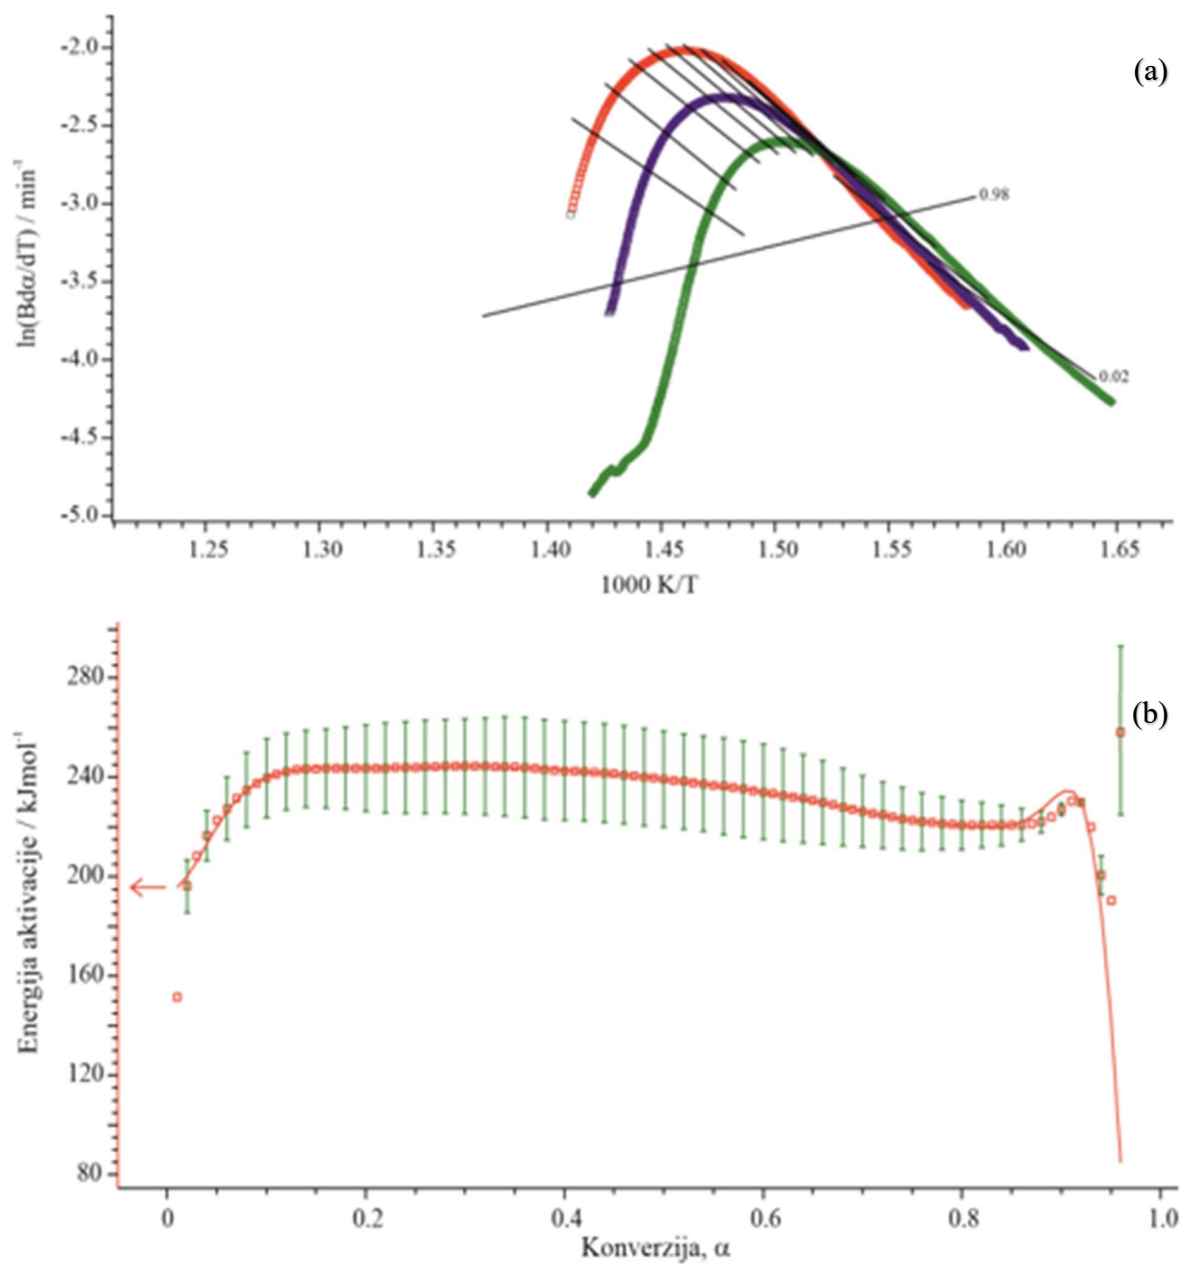 (a)
ln(Bdα/dT) / min⁻¹
-2.0
-2.5
-3.0
-3.5
-4.0
-4.5
-5.0
0.98
0.02
1.25 1.30 1.35 1.40 1.45 1.50 1.55 1.60 1.65
1000 K/T
(b)
Energija aktivacije / kJmol⁻¹
280
240
200
160
120
80
0 0.2 0.4 0.6 0.8 1.0
Konverzija, α